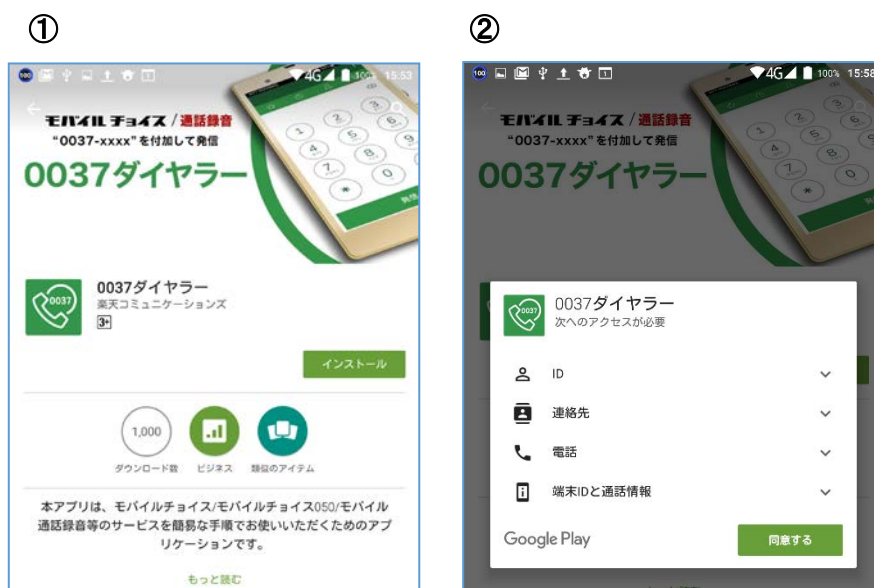 ①
100 4G 100% 15:53
モバイル チョイス / 通話録音
“0037-xxxx”を付加して発信
0037ダイヤラー
0037
0037ダイヤラー
楽天コミュニケーションズ
3+
インストール
1,000
ダウンロード数 ビジネス 類似のアイテム
本アプリは、モバイルチョイス/モバイルチョイス050/モバイル
通話録音等のサービスを簡易な手順でお使いいただくためのアプ
リケーションです。
もっと読む
②
100 4G 100% 15:58
モバイル チョイス / 通話録音
“0037-xxxx”を付加して発信
0037ダイヤラー
0037
0037ダイヤラー
次へのアクセスが必要
ID
連絡先
電話
端末IDと通話情報
Google Play
同意する